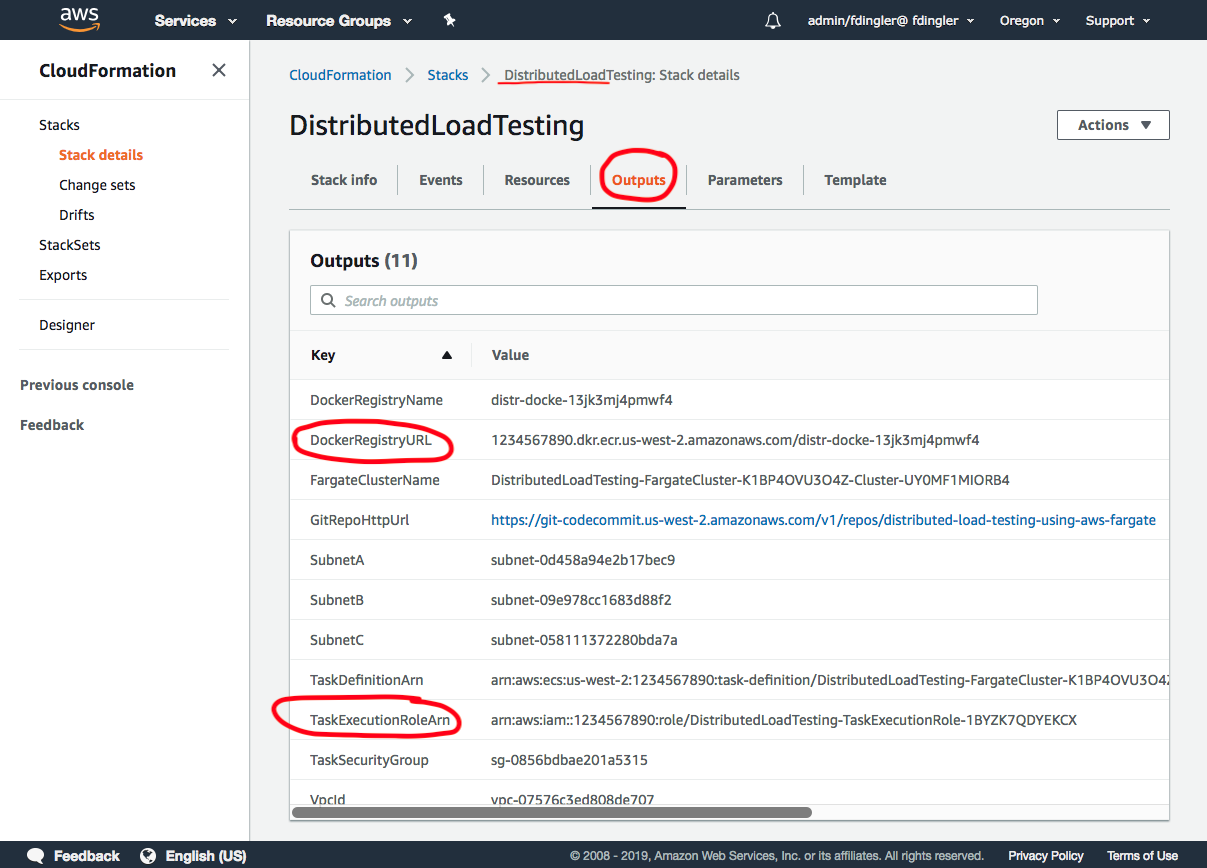 aws Services Resource Groups admin/fdingler@ fdingler Oregon Support
CloudFormation
Stacks
Stack details
Change sets
Drifts
StackSets
Exports
Designer
Previous console
Feedback
CloudFormation Stacks DistributedLoadTesting: Stack details
DistributedLoadTesting
Actions
Stack info Events Resources Outputs Parameters Template
Outputs (11)
Search outputs
Key Value
DockerRegistryName distr-docke-13jk3mj4pmwf4
DockerRegistryURL 1234567890.dkr.ecr.us-west-2.amazonaws.com/distr-docke-13jk3mj4pmwf4
FargateClusterName DistributedLoadTesting-FargateCluster-K1BP4OVU3O4Z-Cluster-UY0MF1MIORB4
GitRepoHttpUrl https://git-codecommit.us-west-2.amazonaws.com/v1/repos/distributed-load-testing-using-aws-fargate
SubnetA subnet-0d458a94e2b17bec9
SubnetB subnet-09e978cc1683d88f2
SubnetC subnet-058111372280bda7a
TaskDefinitionArn arn:aws:ecs:us-west-2:1234567890:task-definition/DistributedLoadTesting-FargateCluster-K1BP4OVU3O4Z
TaskExecutionRoleArn arn:aws:iam::1234567890:role/DistributedLoadTesting-TaskExecutionRole-1BYZK7QDYEKCX
TaskSecurityGroup sg-0856bdbae201a5315
VpcId vpc-07576c3ed808de707
Feedback English (US) © 2008 - 2019, Amazon Web Services, Inc. or its affiliates. All rights reserved. Privacy Policy Terms of Use